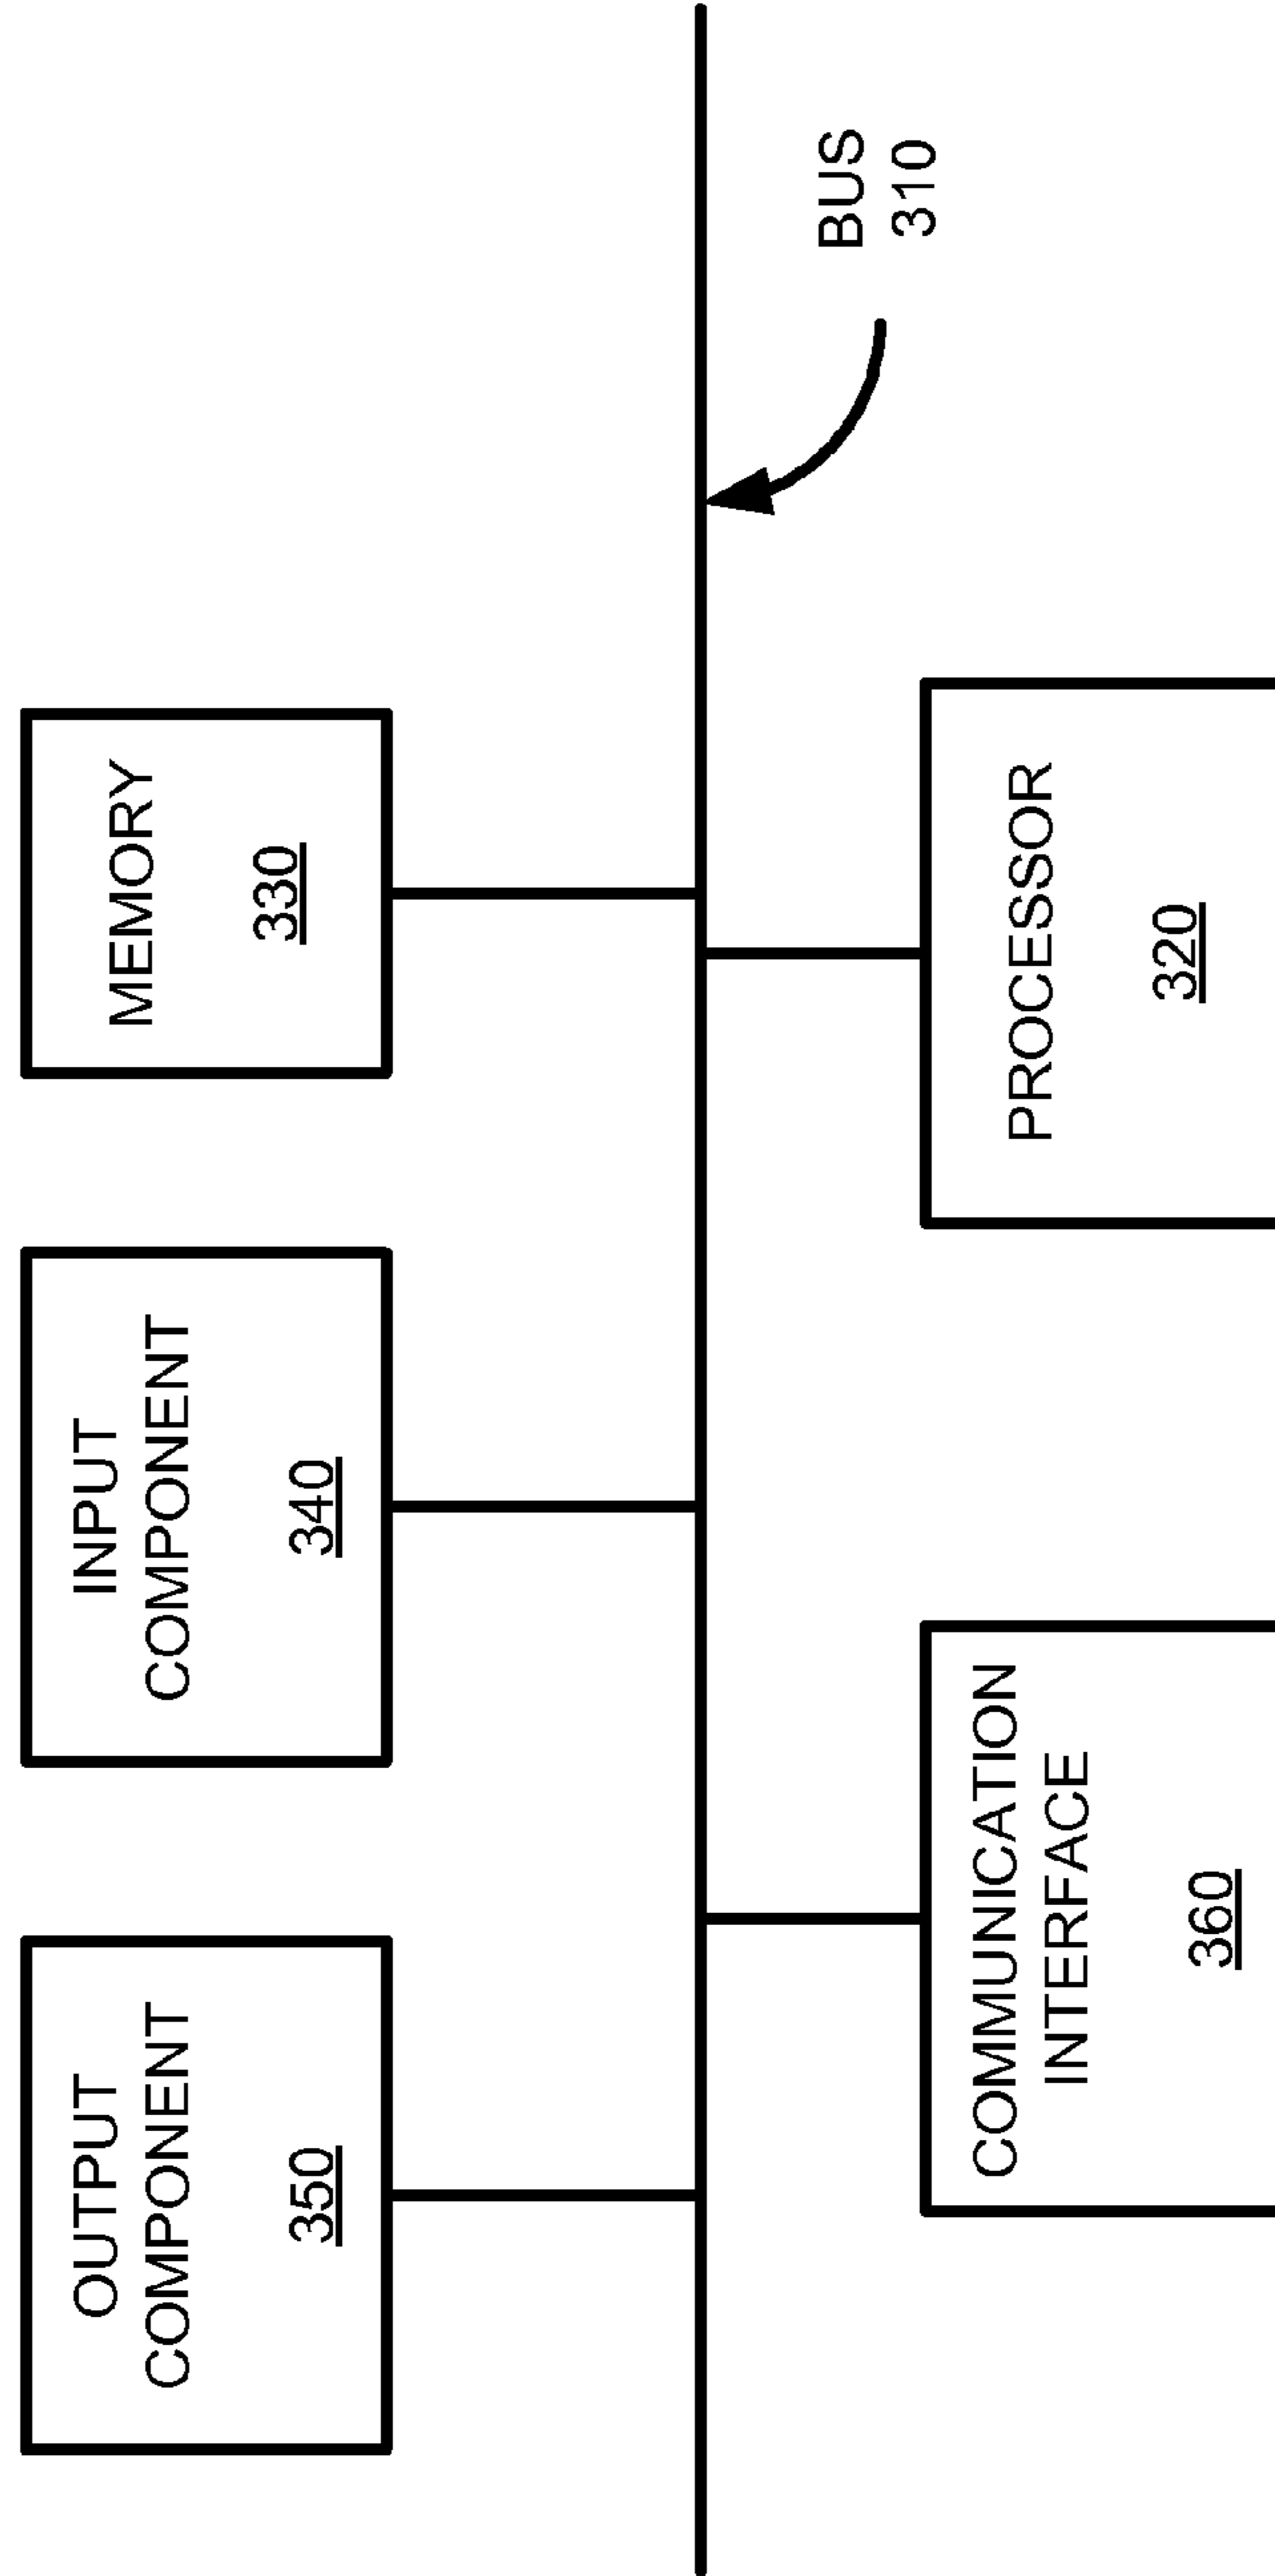 OUTPUT
COMPONENT
350
INPUT
COMPONENT
340
MEMORY
330
BUS
310
COMMUNICATION
INTERFACE
360
PROCESSOR
320